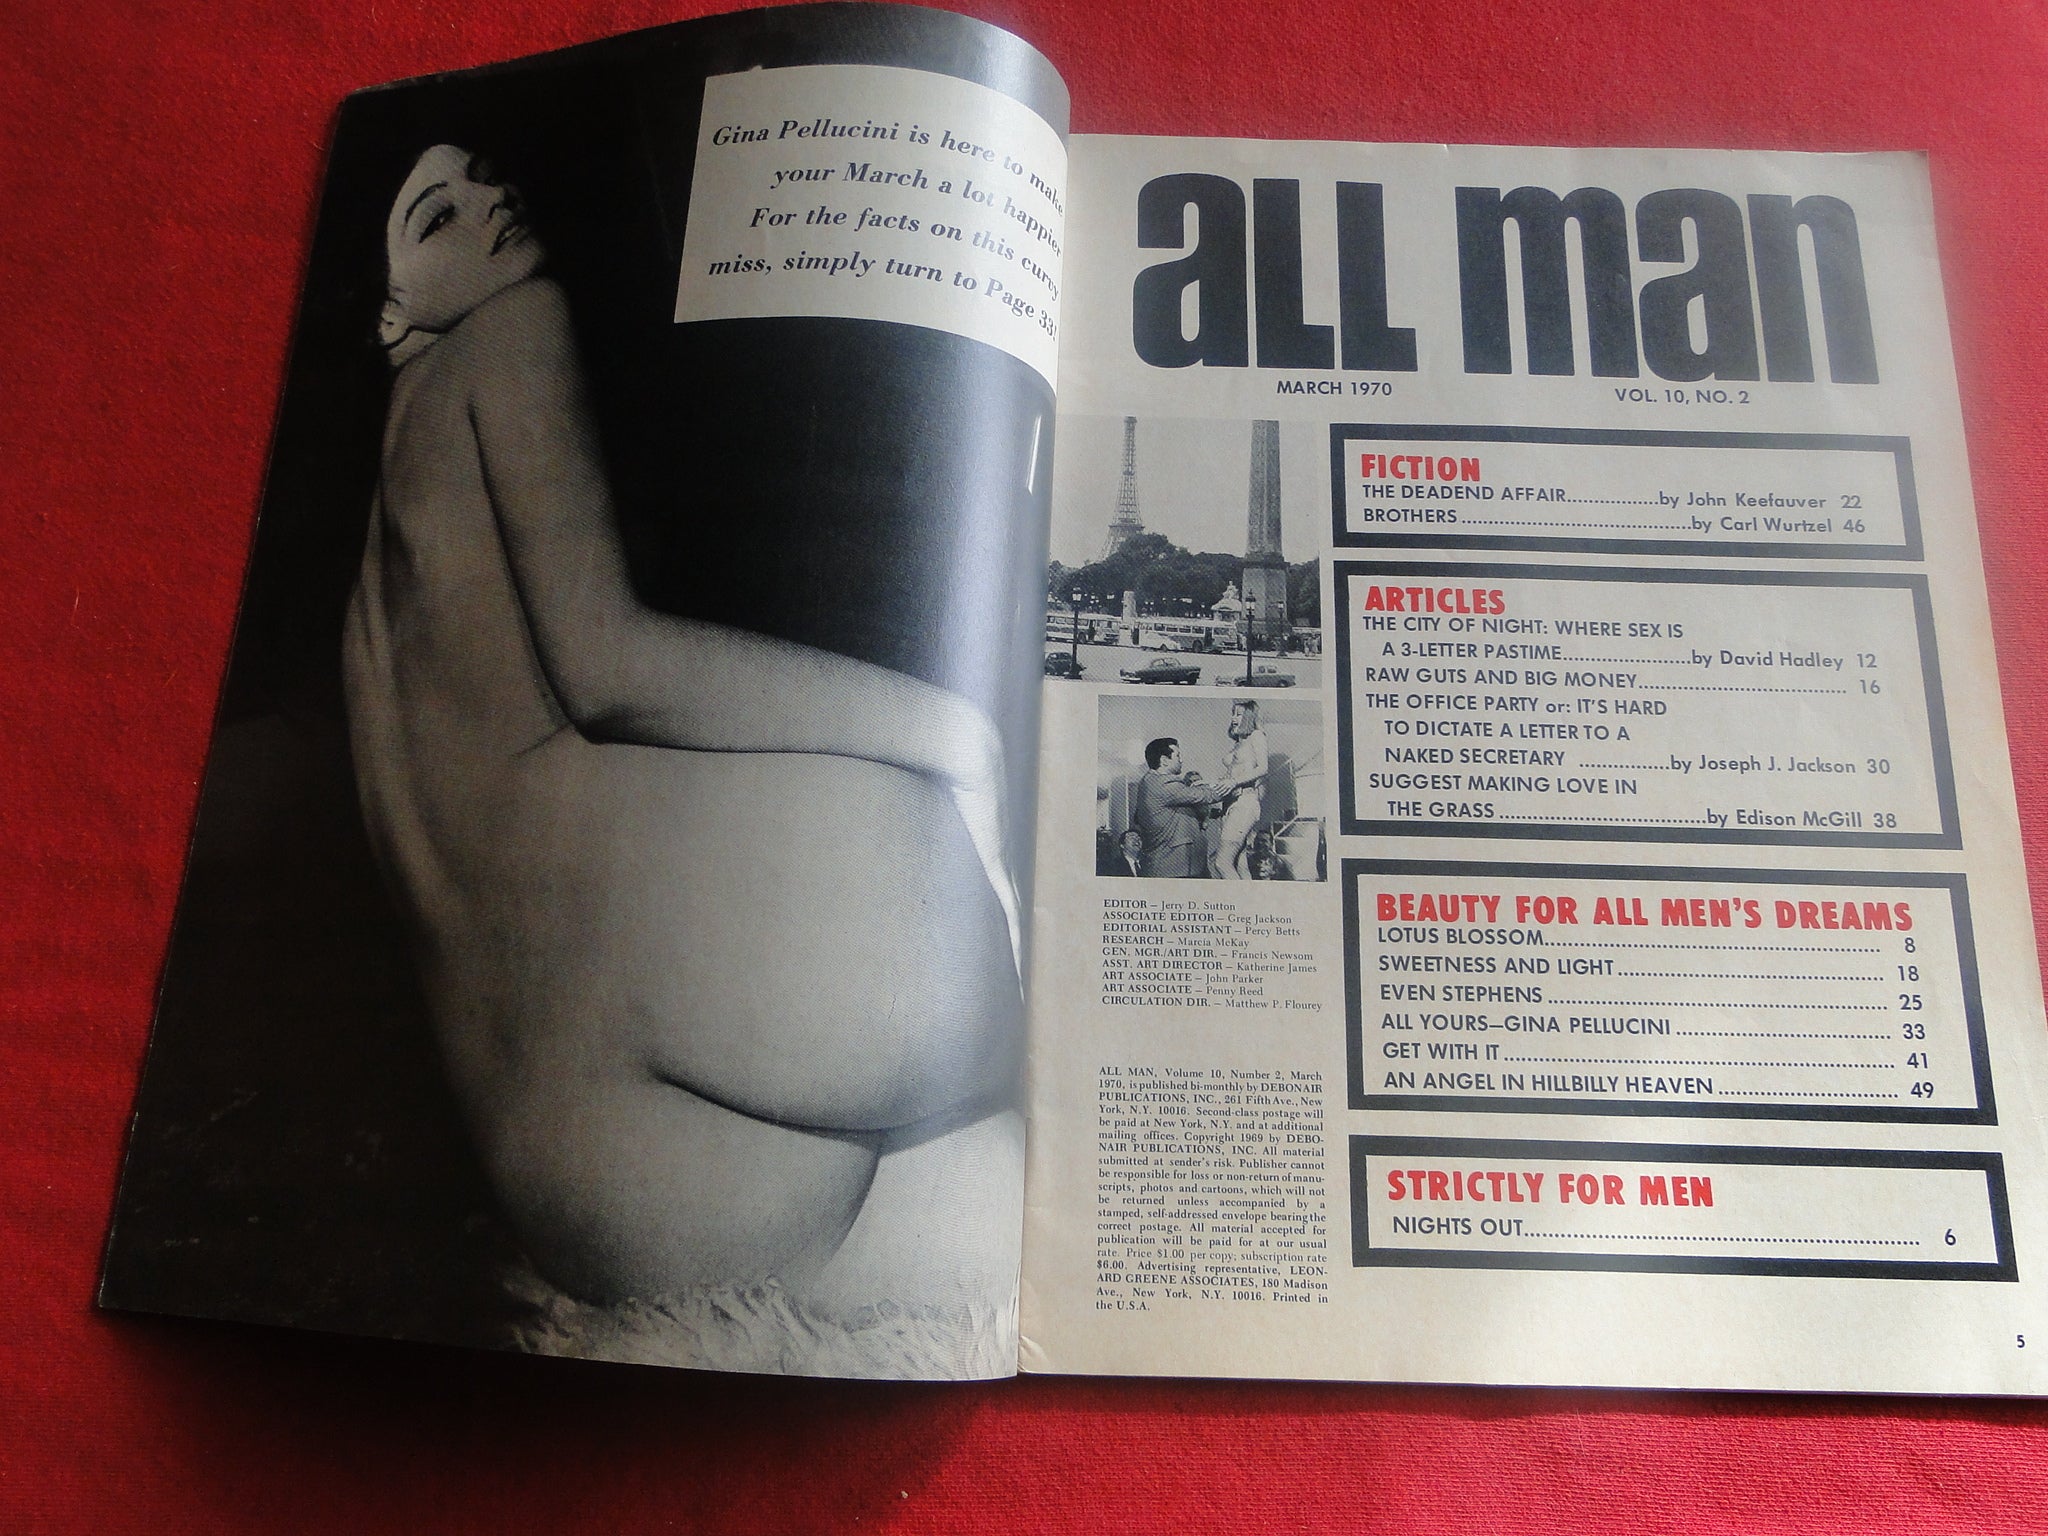 Gina Pellucini is here to make
your March a lot happier
For the facts on this curvy
miss, simply turn to Page 33!
all man
MARCH 1970
VOL. 10, NO. 2
FICTION
THE DEADEND AFFAIR.................by John Keefauver 22
BROTHERS...........................................by Carl Wurtzel 46
ARTICLES
THE CITY OF NIGHT: WHERE SEX IS
A 3-LETTER PASTIME........................by David Hadley 12
RAW GUTS AND BIG MONEY....................................... 16
THE OFFICE PARTY or: IT'S HARD
TO DICTATE A LETTER TO A
NAKED SECRETARY .................by Joseph J. Jackson 30
SUGGEST MAKING LOVE IN
THE GRASS.......................................by Edison McGill 38
BEAUTY FOR ALL MEN'S DREAMS
LOTUS BLOSSOM............................................................... 8
SWEETNESS AND LIGHT.................................................. 18
EVEN STEPHENS............................................................... 25
ALL YOURS—GINA PELLUCINI........................................ 33
GET WITH IT......................................................................... 41
AN ANGEL IN HILLBILLY HEAVEN.................................. 49
STRICTLY FOR MEN
NIGHTS OUT........................................................................... 6
EDITOR — Jerry D. Sutton
ASSOCIATE EDITOR — Greg Jackson
EDITORIAL ASSISTANT — Percy Betts
RESEARCH — Marcia McKay
GEN. MGR./ART DIR. — Francis Newsom
ASST. ART DIRECTOR — Katherine James
ART ASSOCIATE — John Parker
ART ASSOCIATE — Penny Reed
CIRCULATION DIR. — Matthew P. Flourey
ALL MAN, Volume 10, Number 2, March
1970, is published bi-monthly by DEBONAIR
PUBLICATIONS, INC., 261 Fifth Ave., New
York, N.Y. 10016. Second-class postage will
be paid at New York, N.Y. and at additional
mailing offices. Copyright 1969 by DEBO-
NAIR PUBLICATIONS, INC. All material
submitted at sender's risk. Publisher cannot
be responsible for loss or non-return of manu-
scripts, photos and cartoons, which will not
be returned unless accompanied by a
stamped, self-addressed envelope bearing the
correct postage. All material accepted for
publication will be paid for at our usual
rate. Price $1.00 per copy; subscription rate
$6.00. Advertising representative, LEON-
ARD GREENE ASSOCIATES, 180 Madison
Ave., New York, N.Y. 10016. Printed in
the U.S.A.
5